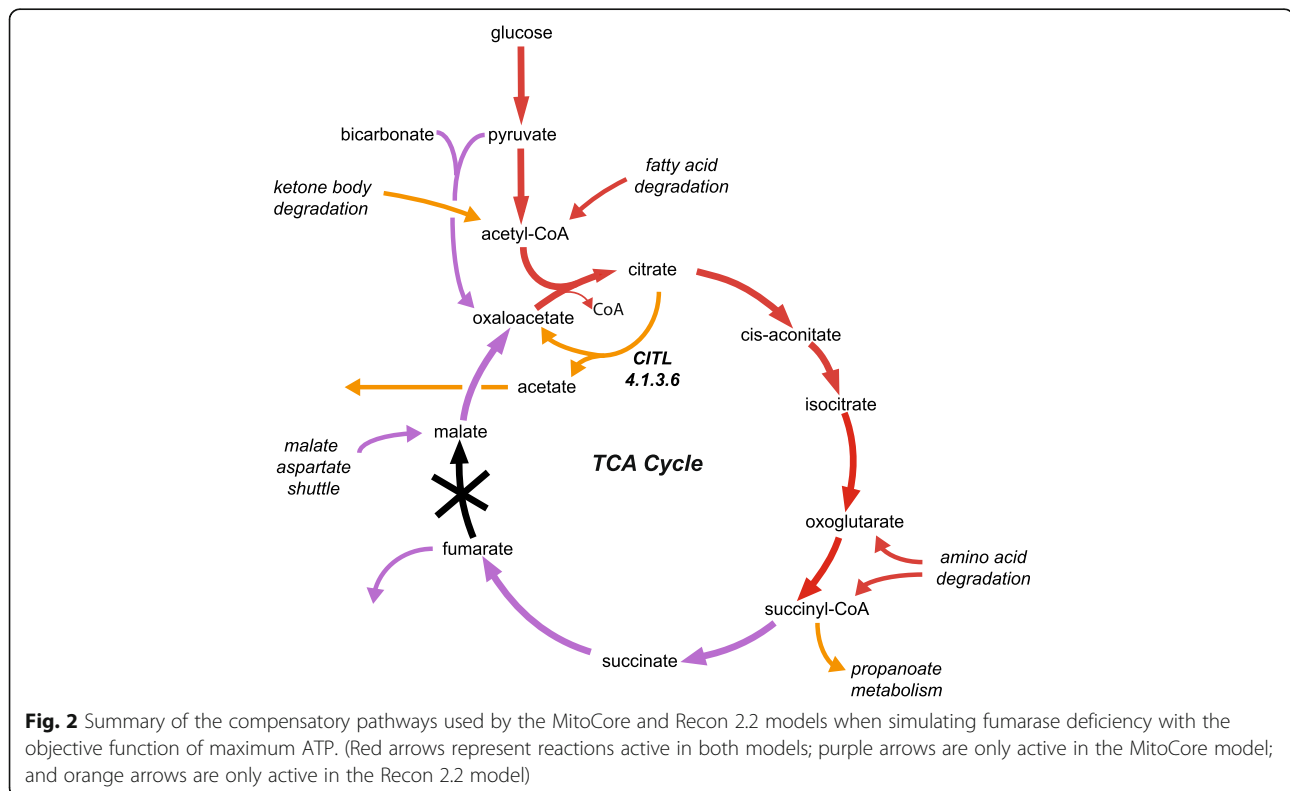 glucose
bicarbonate
pyruvate
ketone body
degradation
fatty acid
degradation
acetyl-CoA
citrate
CoA
oxaloacetate
cis-aconitate
CITL
4.1.3.6
acetate
isocitrate
malate
malate
aspartate
shuttle
TCA Cycle
oxoglutarate
fumarate
amino acid
degradation
succinyl-CoA
succinate
propanoate
metabolism
Fig. 2 Summary of the compensatory pathways used by the MitoCore and Recon 2.2 models when simulating fumarase deficiency with the
objective function of maximum ATP. (Red arrows represent reactions active in both models; purple arrows are only active in the MitoCore model;
and orange arrows are only active in the Recon 2.2 model)